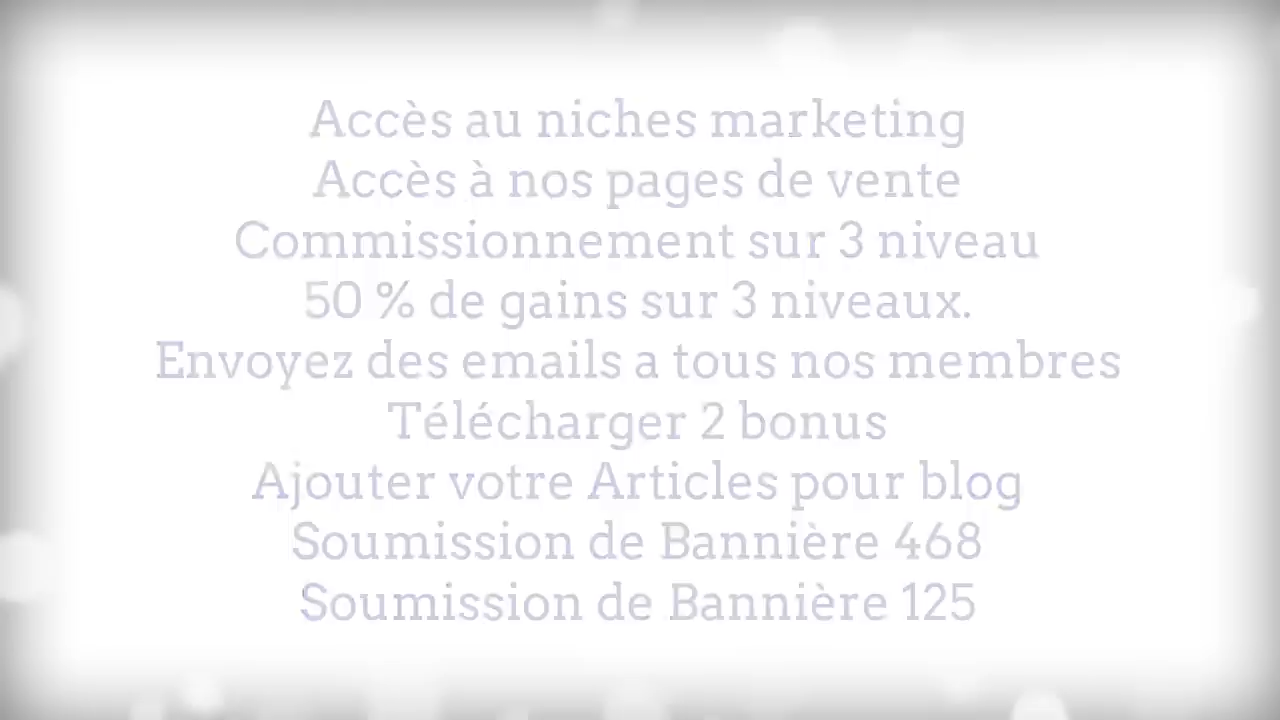 Accès au niches marketing
Accès à nos pages de vente
Commissionnement sur 3 niveau
50 % de gains sur 3 niveaux.
Envoyez des emails a tous nos membres
Télécharger 2 bonus
Ajouter votre Articles pour blog
Soumission de Bannière 468
Soumission de Bannière 125